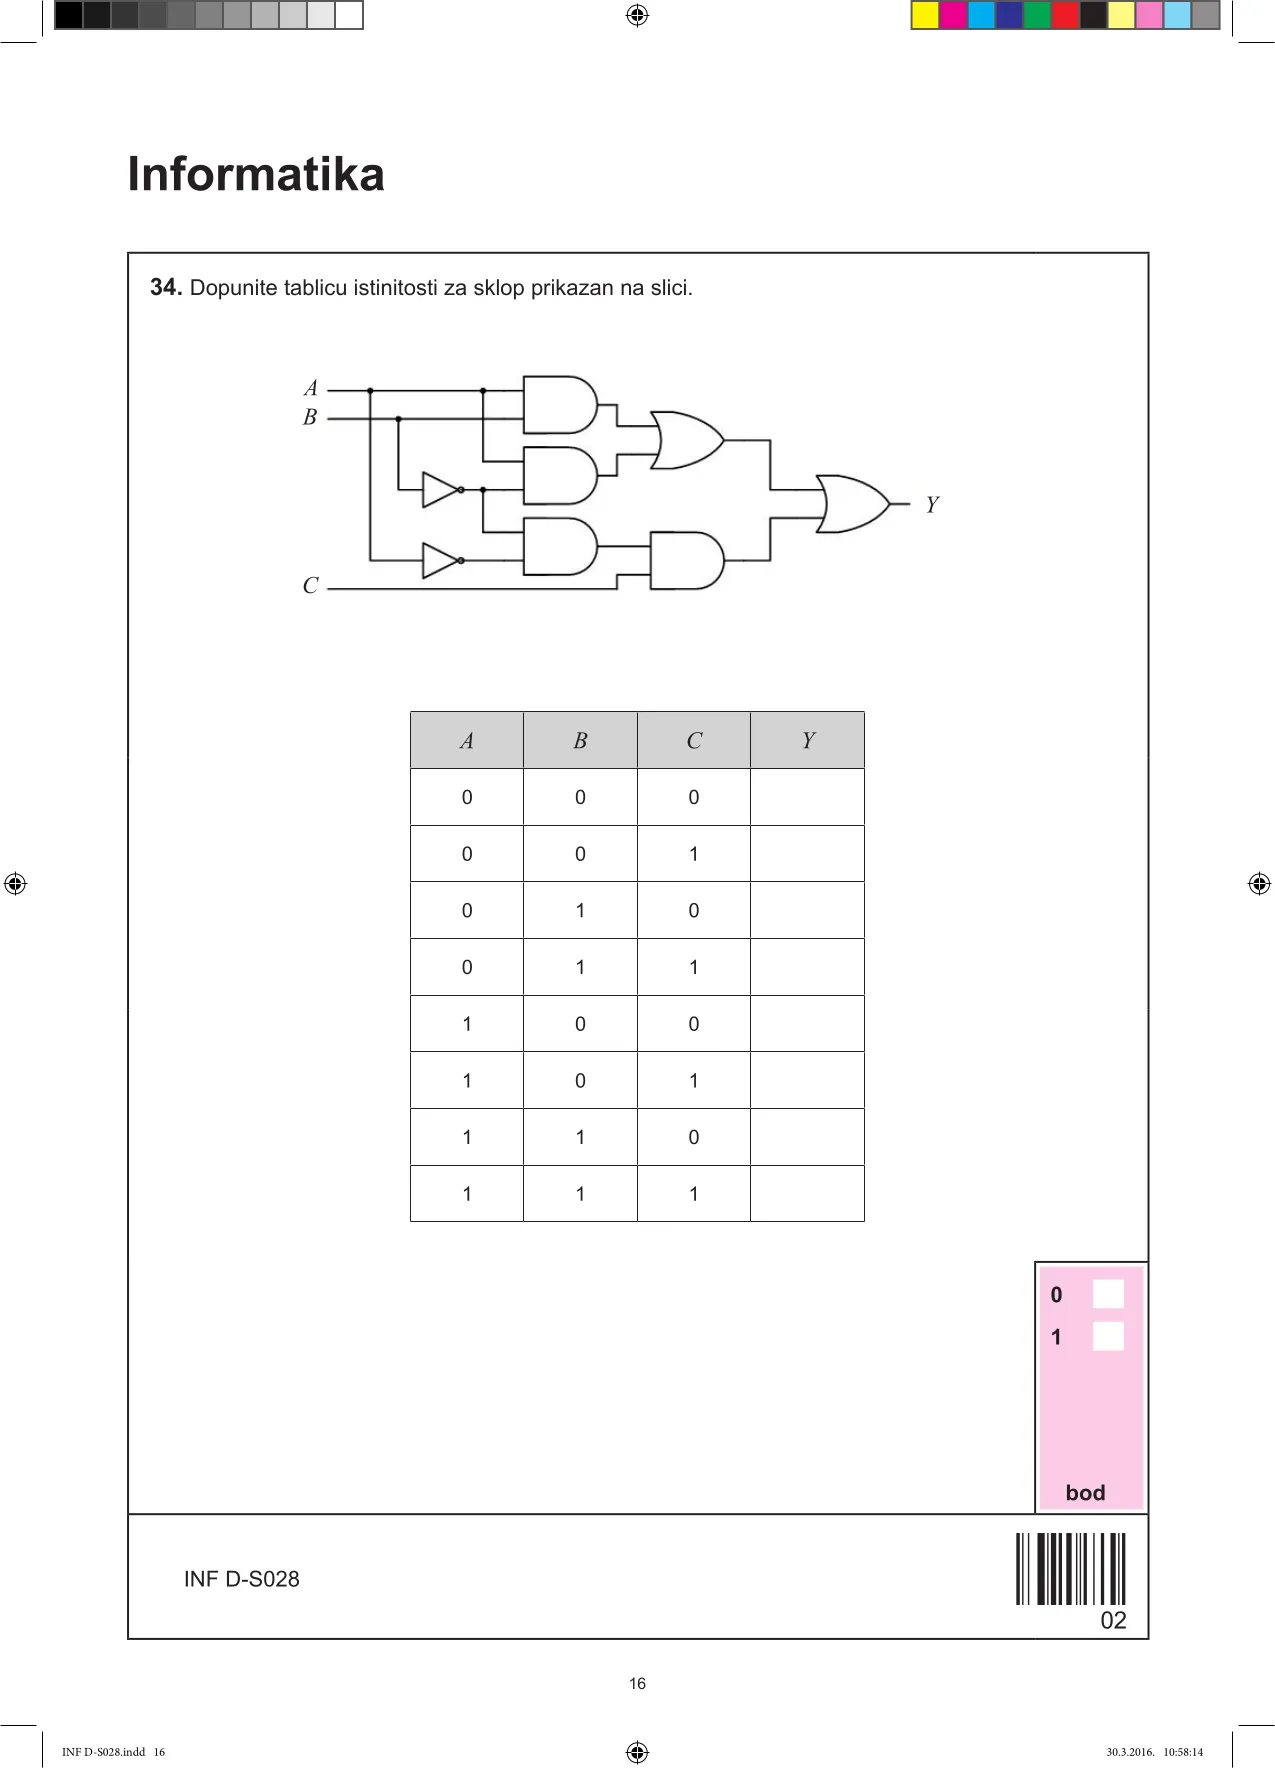 Informatika
34. Dopunite tablicu istinitosti za sklop prikazan na slici.
A
B
C
Y
A B C Y
0 0 0
0 0 1
0 1 0
0 1 1
1 0 0
1 0 1
1 1 0
1 1 1
0
1
bod
INF D-S028
02
16
INF D-S028.indd 16 30.3.2016. 10:58:14